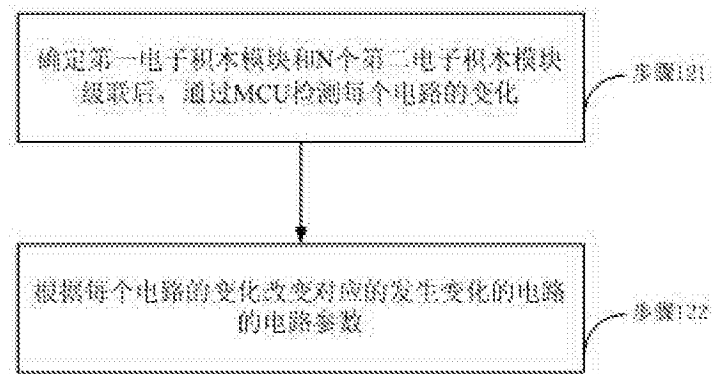 确定第一电子积木模块和N个第二电子积木模块
级联后，通过MCU检测每个电路的变化
步骤121
根据每个电路的变化改变对应的发生变化的电路
的电路参数
步骤122